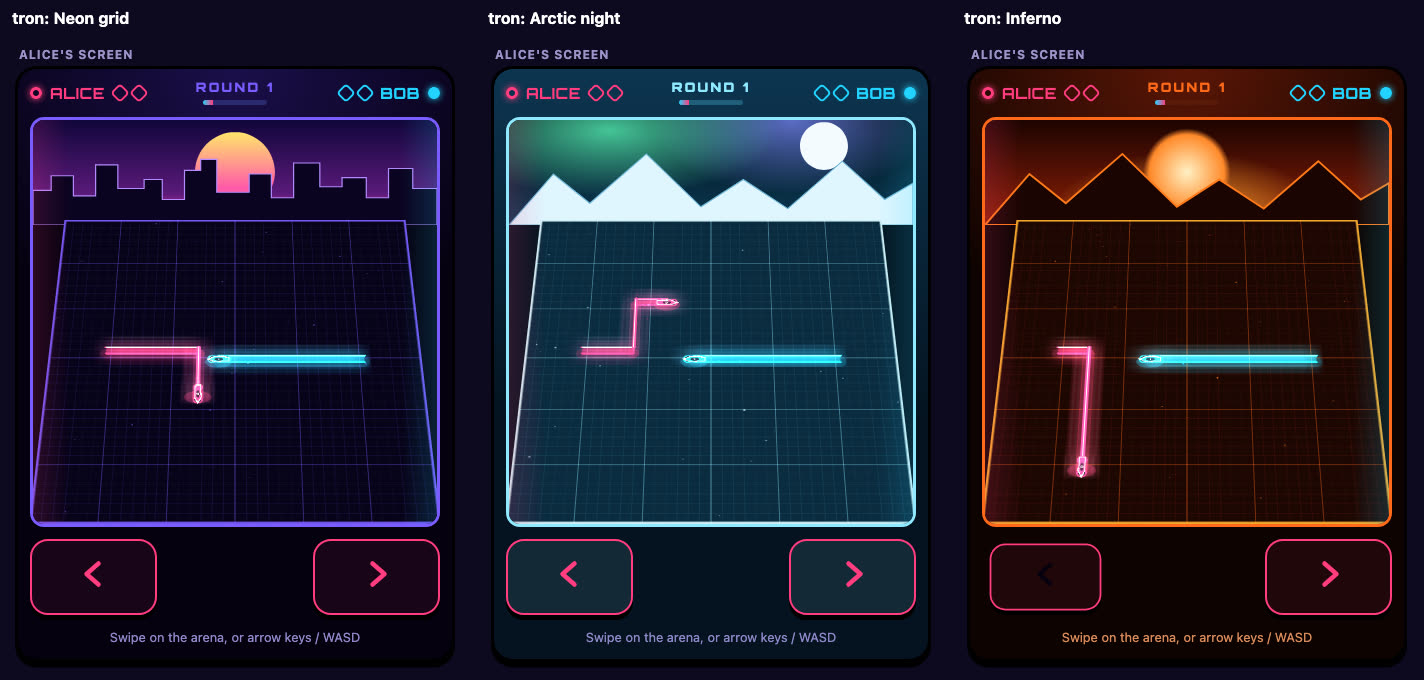 tron: Neon grid
ALICE'S SCREEN
ALICE
ROUND 1
BOB
Swipe on the arena, or arrow keys / WASD
tron: Arctic night
ALICE'S SCREEN
ALICE
ROUND 1
BOB
Swipe on the arena, or arrow keys / WASD
tron: Inferno
ALICE'S SCREEN
ALICE
ROUND 1
BOB
Swipe on the arena, or arrow keys / WASD